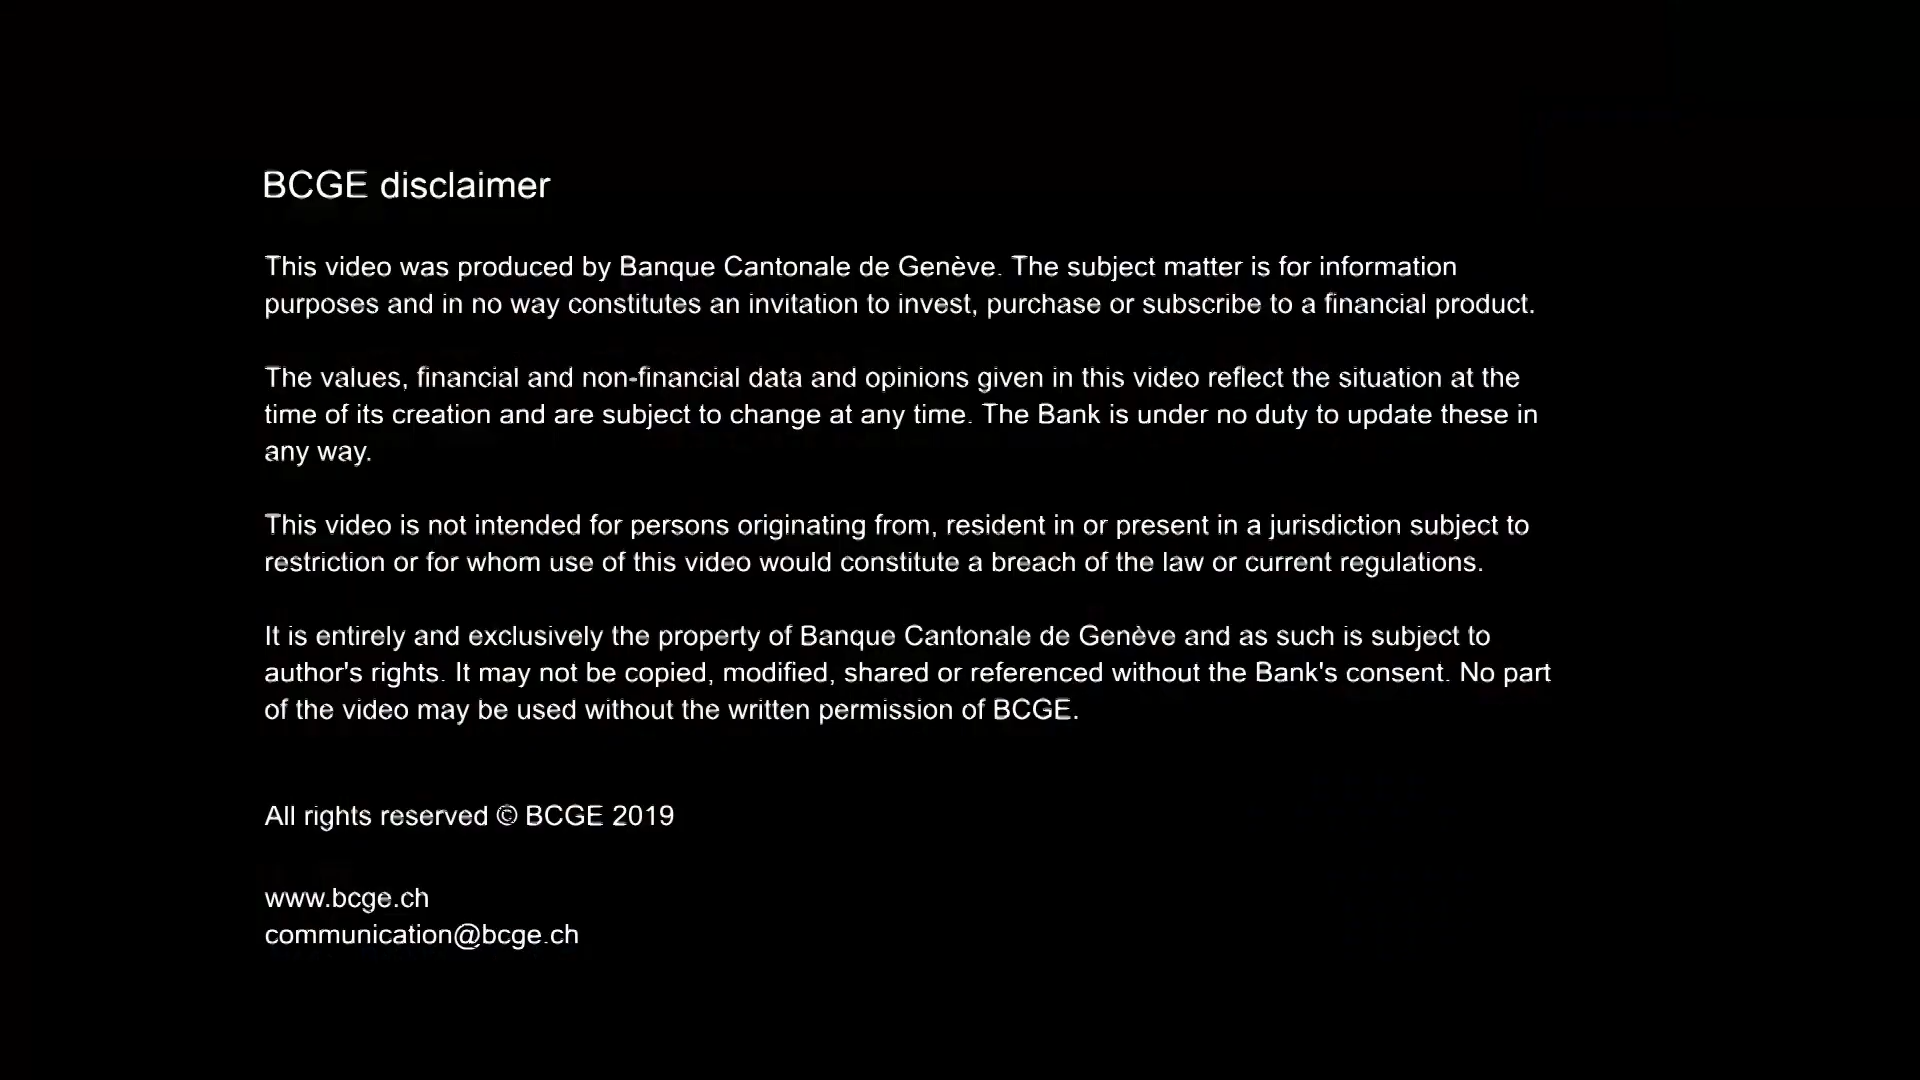 BCGE disclaimer
This video was produced by Banque Cantonale de Genève. The subject matter is for information
purposes and in no way constitutes an invitation to invest, purchase or subscribe to a financial product.
The values, financial and non-financial data and opinions given in this video reflect the situation at the
time of its creation and are subject to change at any time. The Bank is under no duty to update these in
any way.
This video is not intended for persons originating from, resident in or present in a jurisdiction subject to
restriction or for whom use of this video would constitute a breach of the law or current regulations.
It is entirely and exclusively the property of Banque Cantonale de Genève and as such is subject to
author's rights. It may not be copied, modified, shared or referenced without the Bank's consent. No part
of the video may be used without the written permission of BCGE.
All rights reserved © BCGE 2019
www.bcge.ch
communication@bcge.ch